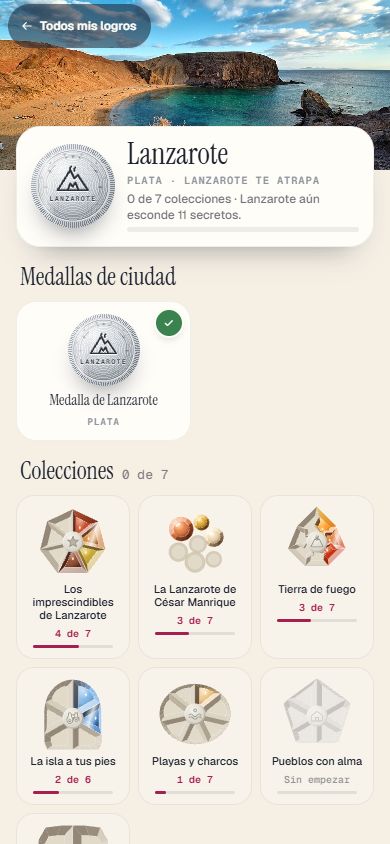 ← Todos mis logros
LANZAROTE
Lanzarote
PLATA · LANZAROTE TE ATRAPA
0 de 7 colecciones · Lanzarote aún
esconde 11 secretos.
Medallas de ciudad
LANZAROTE
Medalla de Lanzarote
PLATA
Colecciones 0 de 7
Los
imprescindibles
de Lanzarote
4 de 7
La Lanzarote de
César Manrique
3 de 7
Tierra de fuego
3 de 7
La isla a tus pies
2 de 6
Playas y charcos
1 de 7
Pueblos con alma
Sin empezar